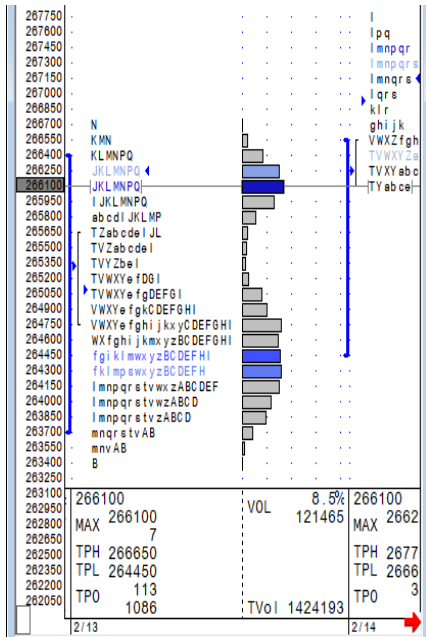 267750 l
267600 lpq
267450 lmnpqr
267300 lmnpqrs
267150 lmnqrs
267000 lqrs
266850 klr
266700 N ghijk
266550 KMN VWXZfgh
266400 KLMNPQ TVWXYZa
266250 JKLMNPQ TVXYabc
266100 JKLMNPQ TYabce
265950 IJKLMNPQ
265800 abcdIJKLMP
265650 TZabcdeIJL
265500 TVZabcdeI
265350 TVYZbeI
265200 TVWXYefDGI
265050 TVWXYefgDEFGI
264900 VWXYefgkCDEFGHI
264750 VWXYefghijkxyCDEFGHI
264600 WXfghijkmxyzBCDEFGHI
264450 fgiklmwxyzBCDEFHI
264300 fklmpswxyzBCDEFH
264150 lmnpqrstvwxzABCDEF
264000 lmnpqrstvwzABCD
263850 lmnpqrstvzABCD
263700 mnqrstvAB
263550 mnvAB
263400 B
263250
263100 266100 VOL 8.5% 266100
262950 MAX 266100 121465 MAX 2662
262800 7
262650 TPH 266650 TPH 2677
262500 TPL 264450 TPL 2666
262350 TPO 113 TPO 3
262200 1086 TVol 1424193
262050
2/13 2/14